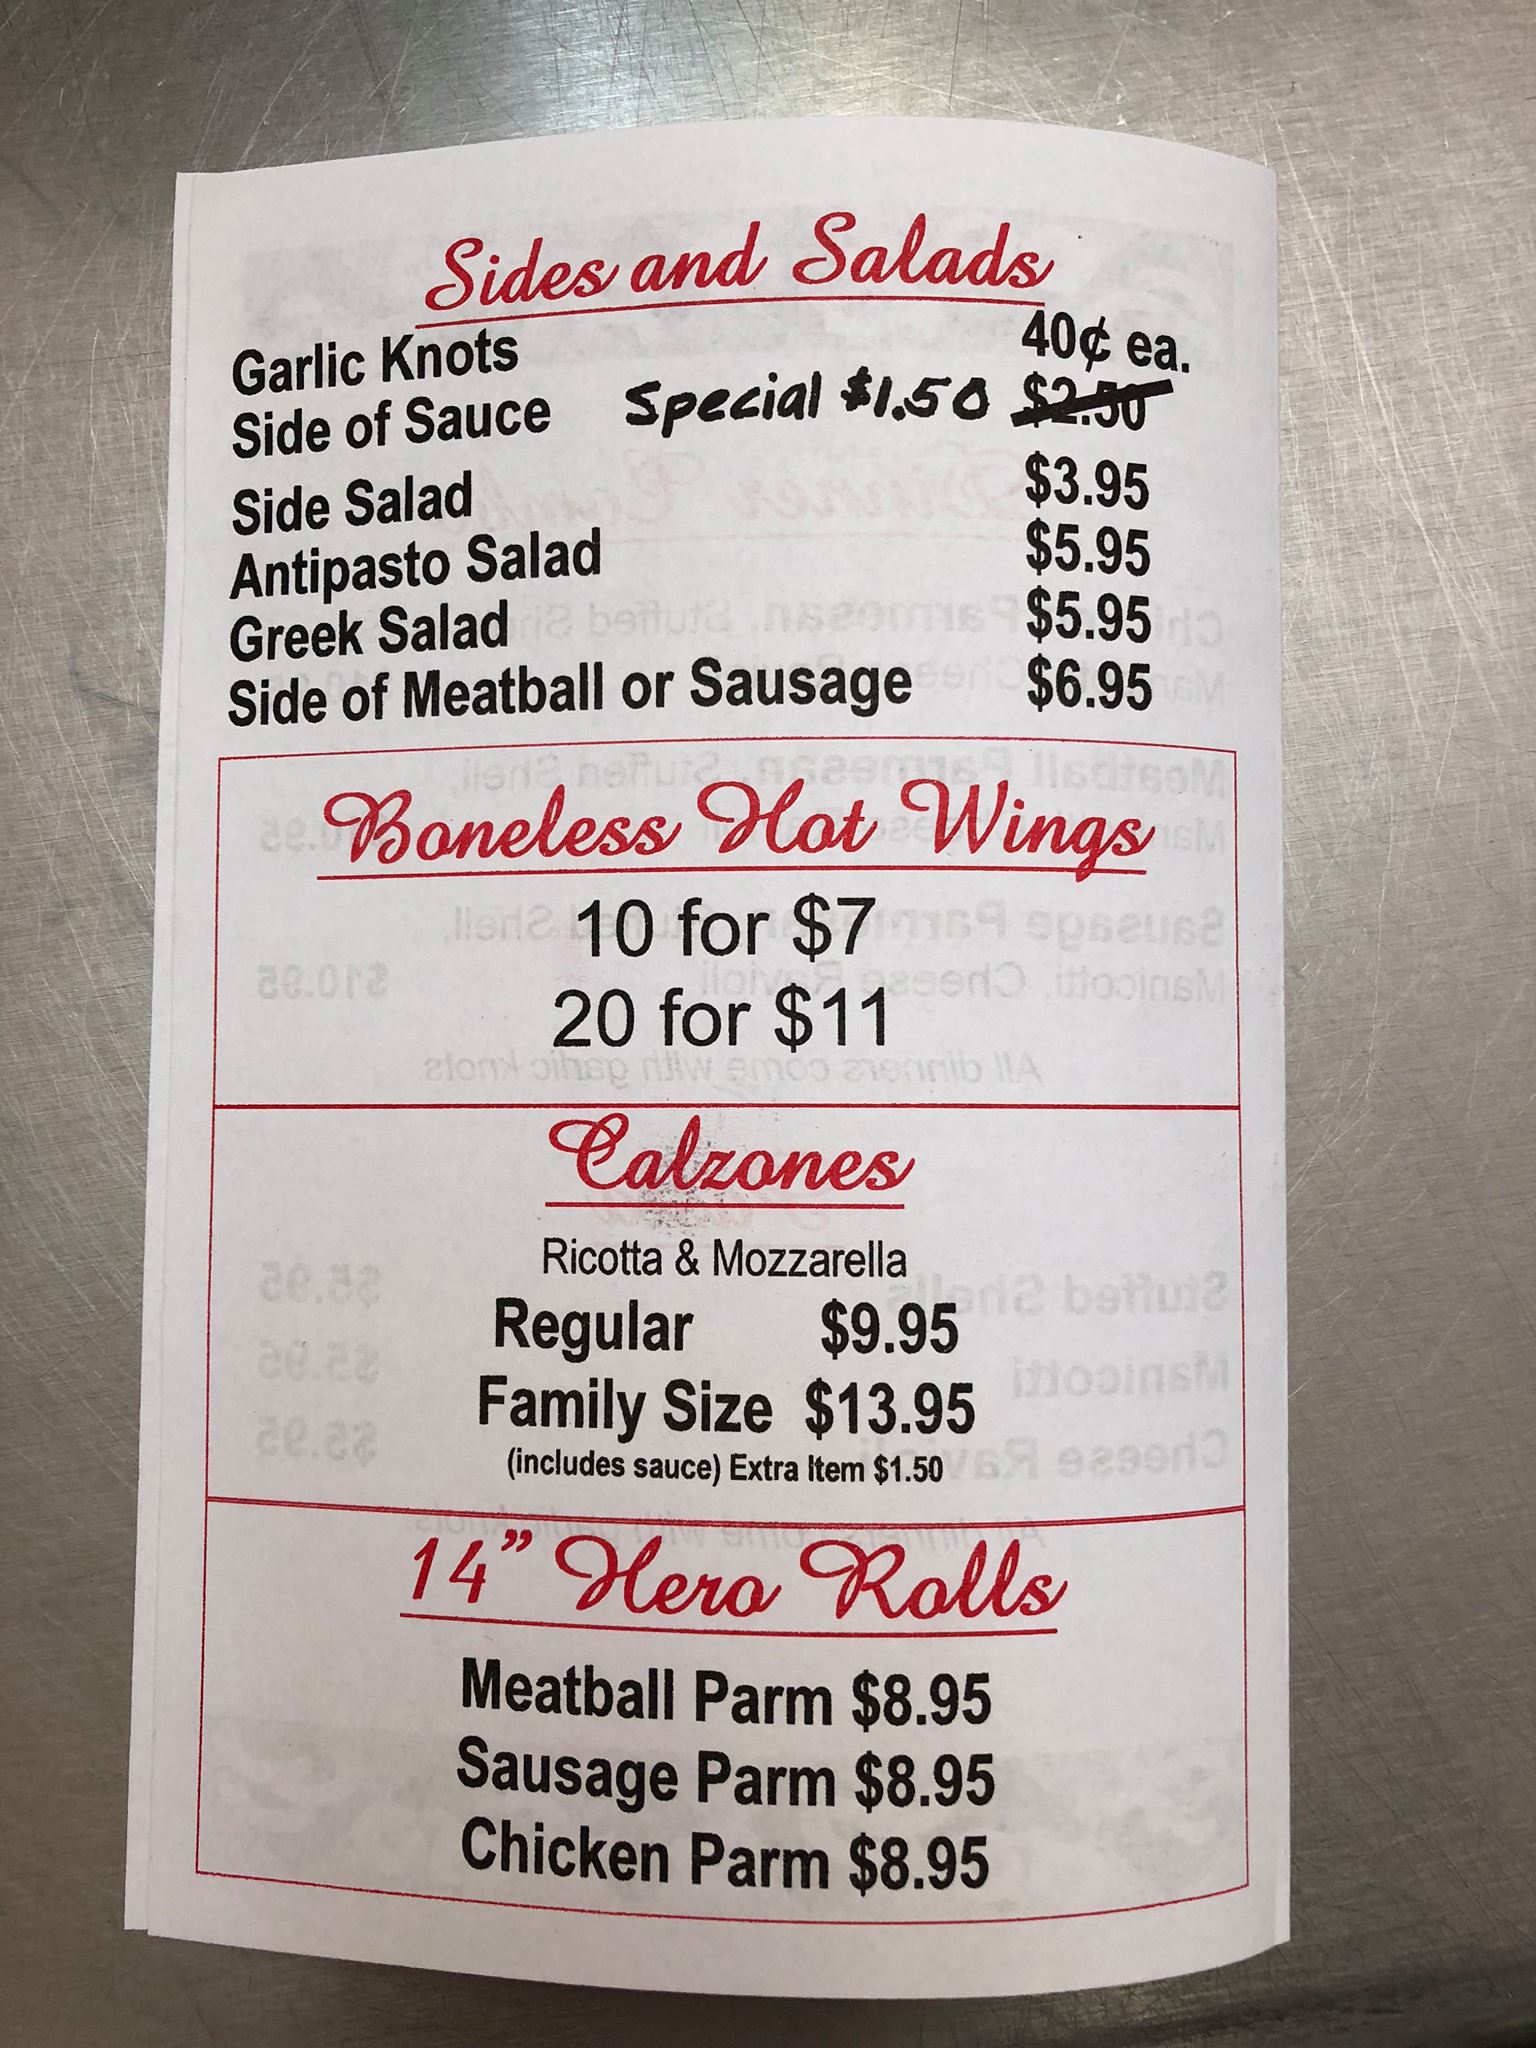 Sides and Salads
Garlic Knots 40¢ ea.
Side of Sauce Special $1.50 $2.50
Side Salad $3.95
Antipasto Salad $5.95
Greek Salad $5.95
Side of Meatball or Sausage $6.95
Boneless Hot Wings
10 for $7
20 for $11
Calzones
Ricotta & Mozzarella
Regular $9.95
Family Size $13.95
(includes sauce) Extra Item $1.50
14” Hero Rolls
Meatball Parm $8.95
Sausage Parm $8.95
Chicken Parm $8.95